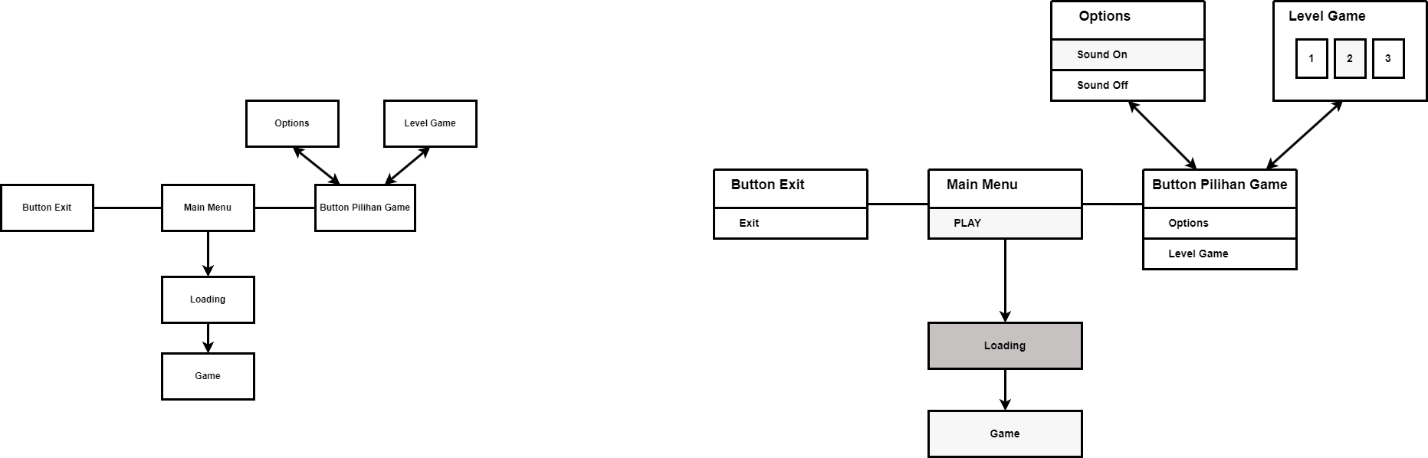 Options
Level Game
Button Exit
Main Menu
Button Pilihan Game
Loading
Game
Options
Sound On
Sound Off
Level Game
1
2
3
Button Exit
Exit
Main Menu
PLAY
Button Pilihan Game
Options
Level Game
Loading
Game